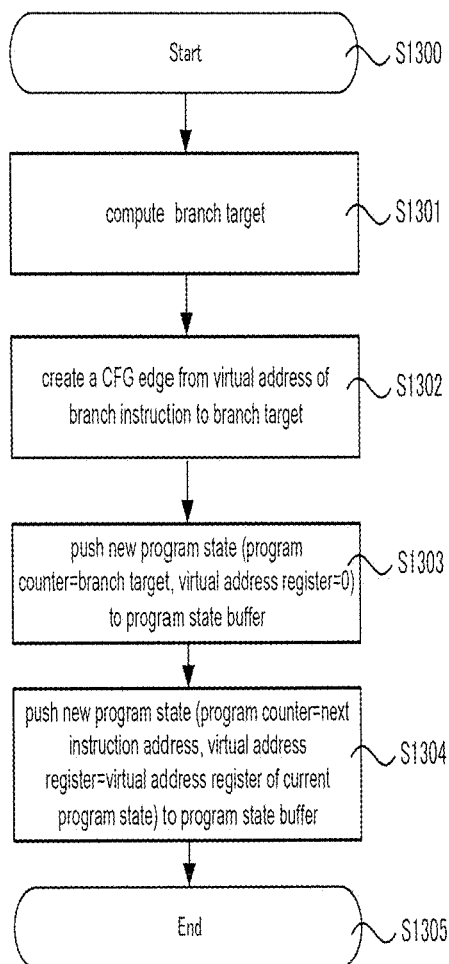 Start
S1300
compute branch target
S1301
create a CFG edge from virtual address of
branch instruction to branch target
S1302
push new program state (program
counter=branch target, virtual address register=0)
to program state buffer
S1303
push new program state (program counter=next
instruction address, virtual address
register=virtual address register of current
program state) to program state buffer
S1304
End
S1305